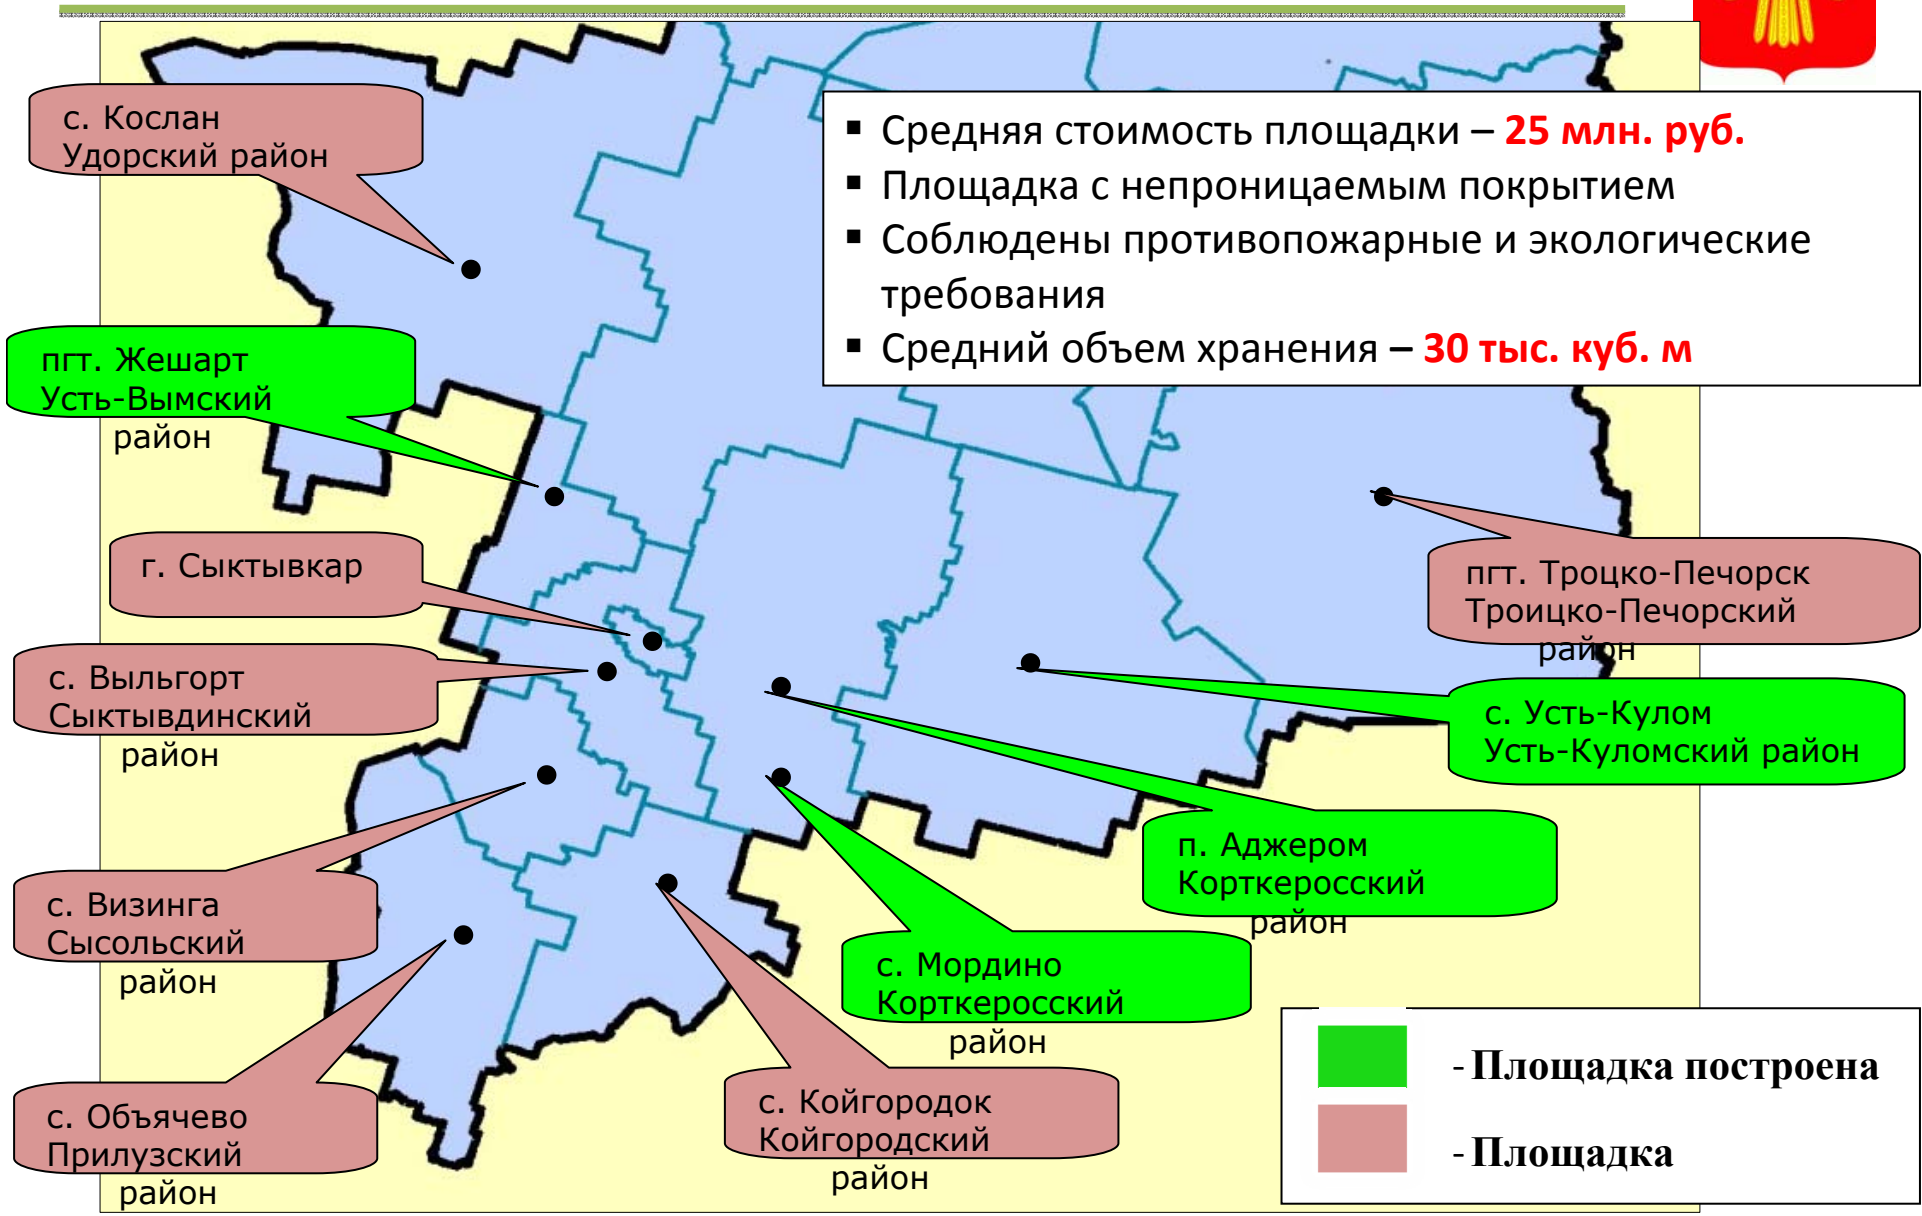 с. Кослан
Удорский район
▪ Средняя стоимость площадки – 25 млн. руб.
▪ Площадка с непроницаемым покрытием
▪ Соблюдены противопожарные и экологические
требования
▪ Средний объем хранения – 30 тыс. куб. м
пгт. Жешарт
Усть-Вымский
район
г. Сыктывкар
пгт. Троцко-Печорск
Троицко-Печорский
район
с. Выльгорт
Сыктывдинский
район
с. Усть-Кулом
Усть-Куломский район
п. Аджером
Корткеросский
район
с. Визинга
Сысольский
район
с. Мордино
Корткеросский
район
с. Объячево
Прилузский
район
с. Койгородок
Койгородский
район
- Площадка построена
- Площадка